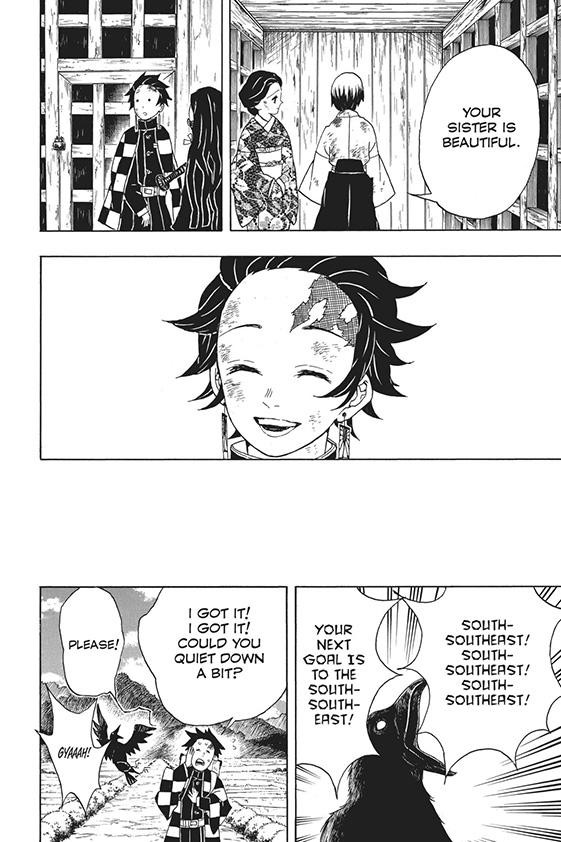 YOUR
SISTER IS
BEAUTIFUL.
SOUTH-
SOUTHEAST!
SOUTH-
SOUTHEAST!
SOUTH-
SOUTHEAST!
YOUR
NEXT
GOAL IS
TO THE
SOUTH-
SOUTH-
EAST!
I GOT IT!
I GOT IT!
COULD YOU
QUIET DOWN
A BIT?
PLEASE!
GYAAAH!